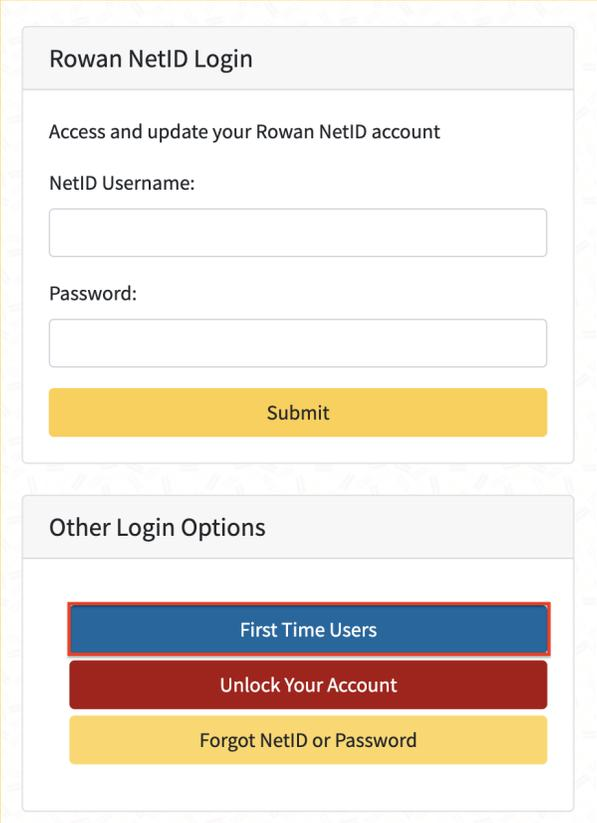 Rowan NetID Login
Access and update your Rowan NetID account
NetID Username:
Password:
Submit
Other Login Options
First Time Users
Unlock Your Account
Forgot NetID or Password